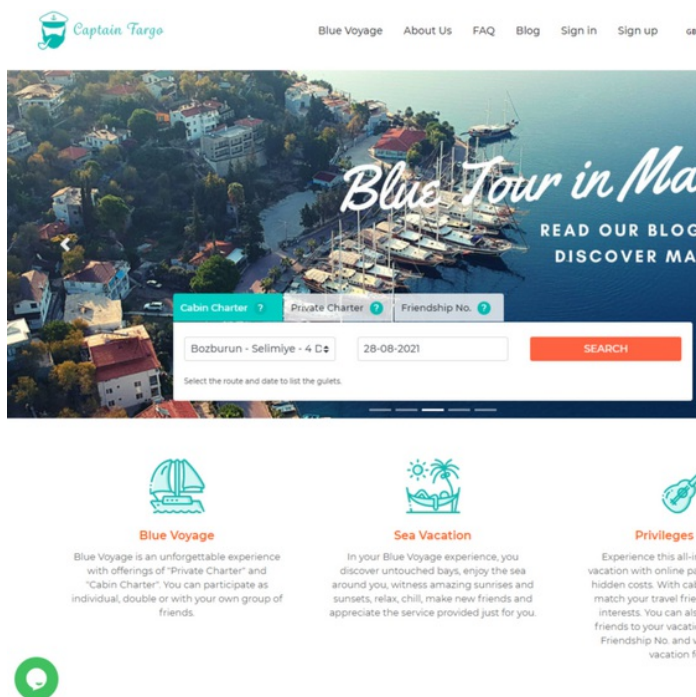 Captain Fargo
Blue Voyage About Us FAQ Blog Sign in Sign up GB
Blue Tour in Ma
READ OUR BLOG
DISCOVER MA
Cabin Charter ? Private Charter ? Friendship No. ?
Bozburun - Selimiye - 4 D 28-08-2021 SEARCH
Select the route and date to list the gulets.
Blue Voyage
Blue Voyage is an unforgettable experience
with offerings of "Private Charter" and
"Cabin Charter". You can participate as
individual, double or with your own group of
friends.
Sea Vacation
In your Blue Voyage experience, you
discover untouched bays, enjoy the sea
around you, witness amazing sunrises and
sunsets, relax, chill, make new friends and
appreciate the service provided just for you.
Privileges
Experience this all-i
vacation with online pa
hidden costs. With ca
match your travel frie
interests. You can als
friends to your vacati
Friendship No. and v
vacation f